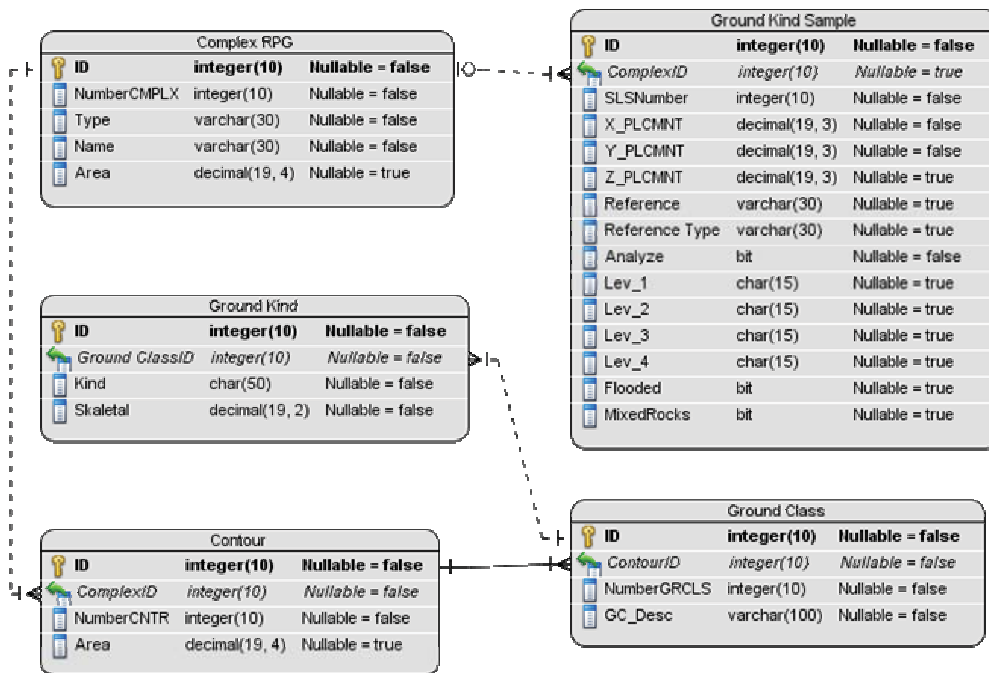 Complex RPG
ID integer(10) Nullable = false
NumberCMPLX integer(10) Nullable = false
Type varchar(30) Nullable = false
Name varchar(30) Nullable = false
Area decimal(19, 4) Nullable = true
Ground Kind Sample
ID integer(10) Nullable = false
ComplexID integer(10) Nullable = true
SLSNumber integer(10) Nullable = false
X_PLCMNT decimal(19, 3) Nullable = false
Y_PLCMNT decimal(19, 3) Nullable = false
Z_PLCMNT decimal(19, 3) Nullable = true
Reference varchar(30) Nullable = true
Reference Type varchar(30) Nullable = true
Analyze bit Nullable = false
Lev_1 char(15) Nullable = true
Lev_2 char(15) Nullable = true
Lev_3 char(15) Nullable = true
Lev_4 char(15) Nullable = true
Flooded bit Nullable = true
MixedRocks bit Nullable = true
Ground Kind
ID integer(10) Nullable = false
Ground ClassID integer(10) Nullable = false
Kind char(50) Nullable = false
Skaletal decimal(19, 2) Nullable = false
Contour
ID integer(10) Nullable = false
ComplexID integer(10) Nullable = false
NumberCNTR integer(10) Nullable = false
Area decimal(19, 4) Nullable = true
Ground Class
ID integer(10) Nullable = false
ContourID integer(10) Nullable = false
NumberGRCLS integer(10) Nullable = false
GC_Desc varchar(100) Nullable = false